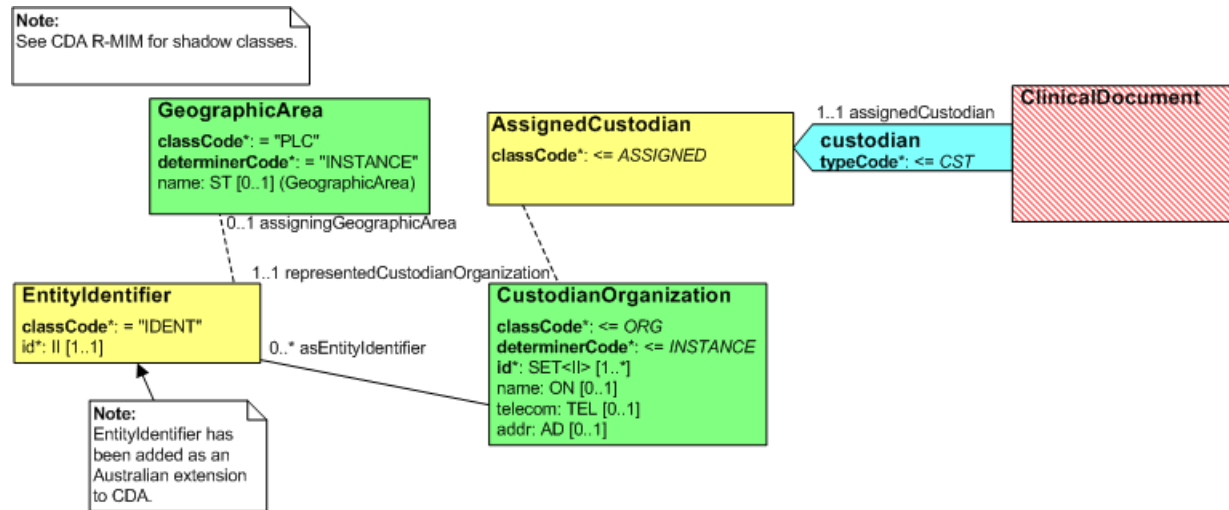 Note:
See CDA R-MIM for shadow classes.
GeographicArea
classCode*: = "PLC"
determinerCode*: = "INSTANCE"
name: ST [0..1] (GeographicArea)
0..1 assigningGeographicArea
AssignedCustodian
classCode*: <= ASSIGNED
1..1 assignedCustodian
custodian
typeCode*: <= CST
ClinicalDocument
1..1 representedCustodianOrganization
EntityIdentifier
classCode*: = "IDENT"
id*: II [1..1]
0..* asEntityIdentifier
CustodianOrganization
classCode*: <= ORG
determinerCode*: <= INSTANCE
id*: SET<II> [1..*]
name: ON [0..1]
telecom: TEL [0..1]
addr: AD [0..1]
Note:
EntityIdentifier has
been added as an
Australian extension
to CDA.